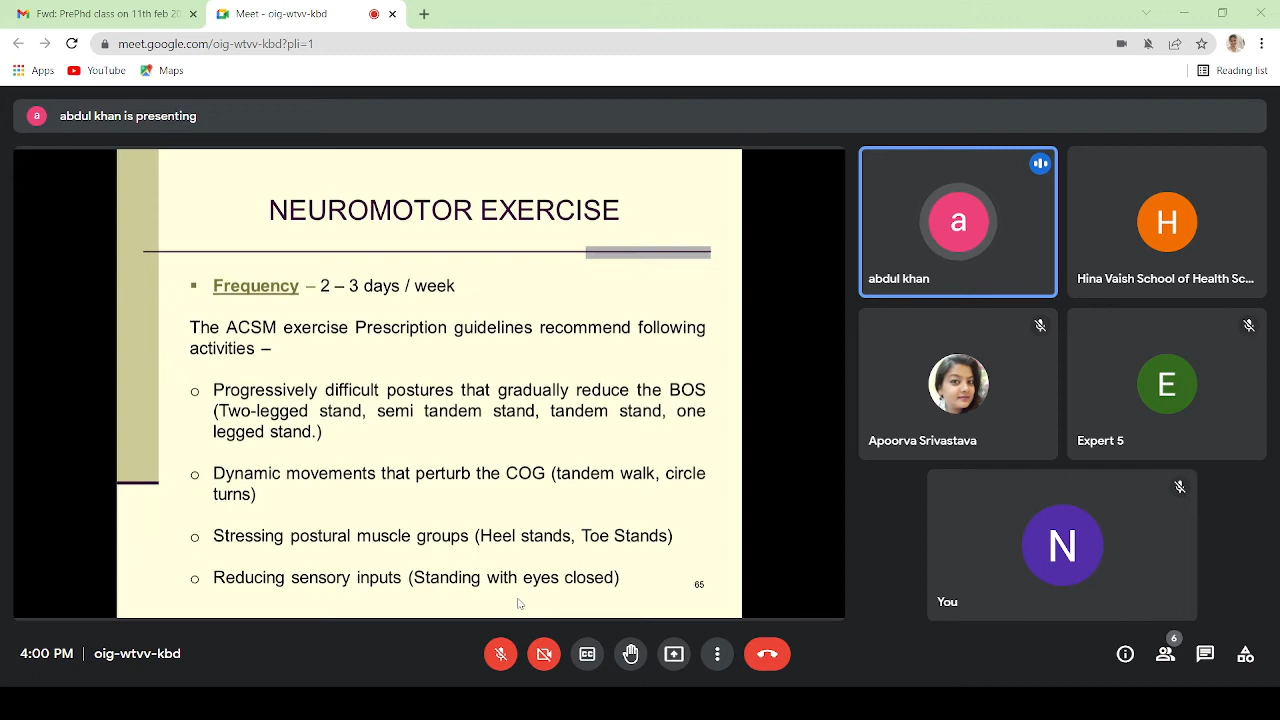 Fwd: PrePhd class on 11th feb 20
Meet - oig-wtvv-kbd
meet.google.com/oig-wtvv-kbd?pli=1
Apps
YouTube
Maps
Reading list
a
abdul khan is presenting
NEUROMOTOR EXERCISE
▪ Frequency – 2 – 3 days / week
The ACSM exercise Prescription guidelines recommend following
activities –
o Progressively difficult postures that gradually reduce the BOS
(Two-legged stand, semi tandem stand, tandem stand, one
legged stand.)
o Dynamic movements that perturb the COG (tandem walk, circle
turns)
o Stressing postural muscle groups (Heel stands, Toe Stands)
o Reducing sensory inputs (Standing with eyes closed)
65
a
abdul khan
H
Hina Vaish School of Health Sc...
Apoorva Srivastava
E
Expert 5
N
You
4:00 PM | oig-wtvv-kbd
6